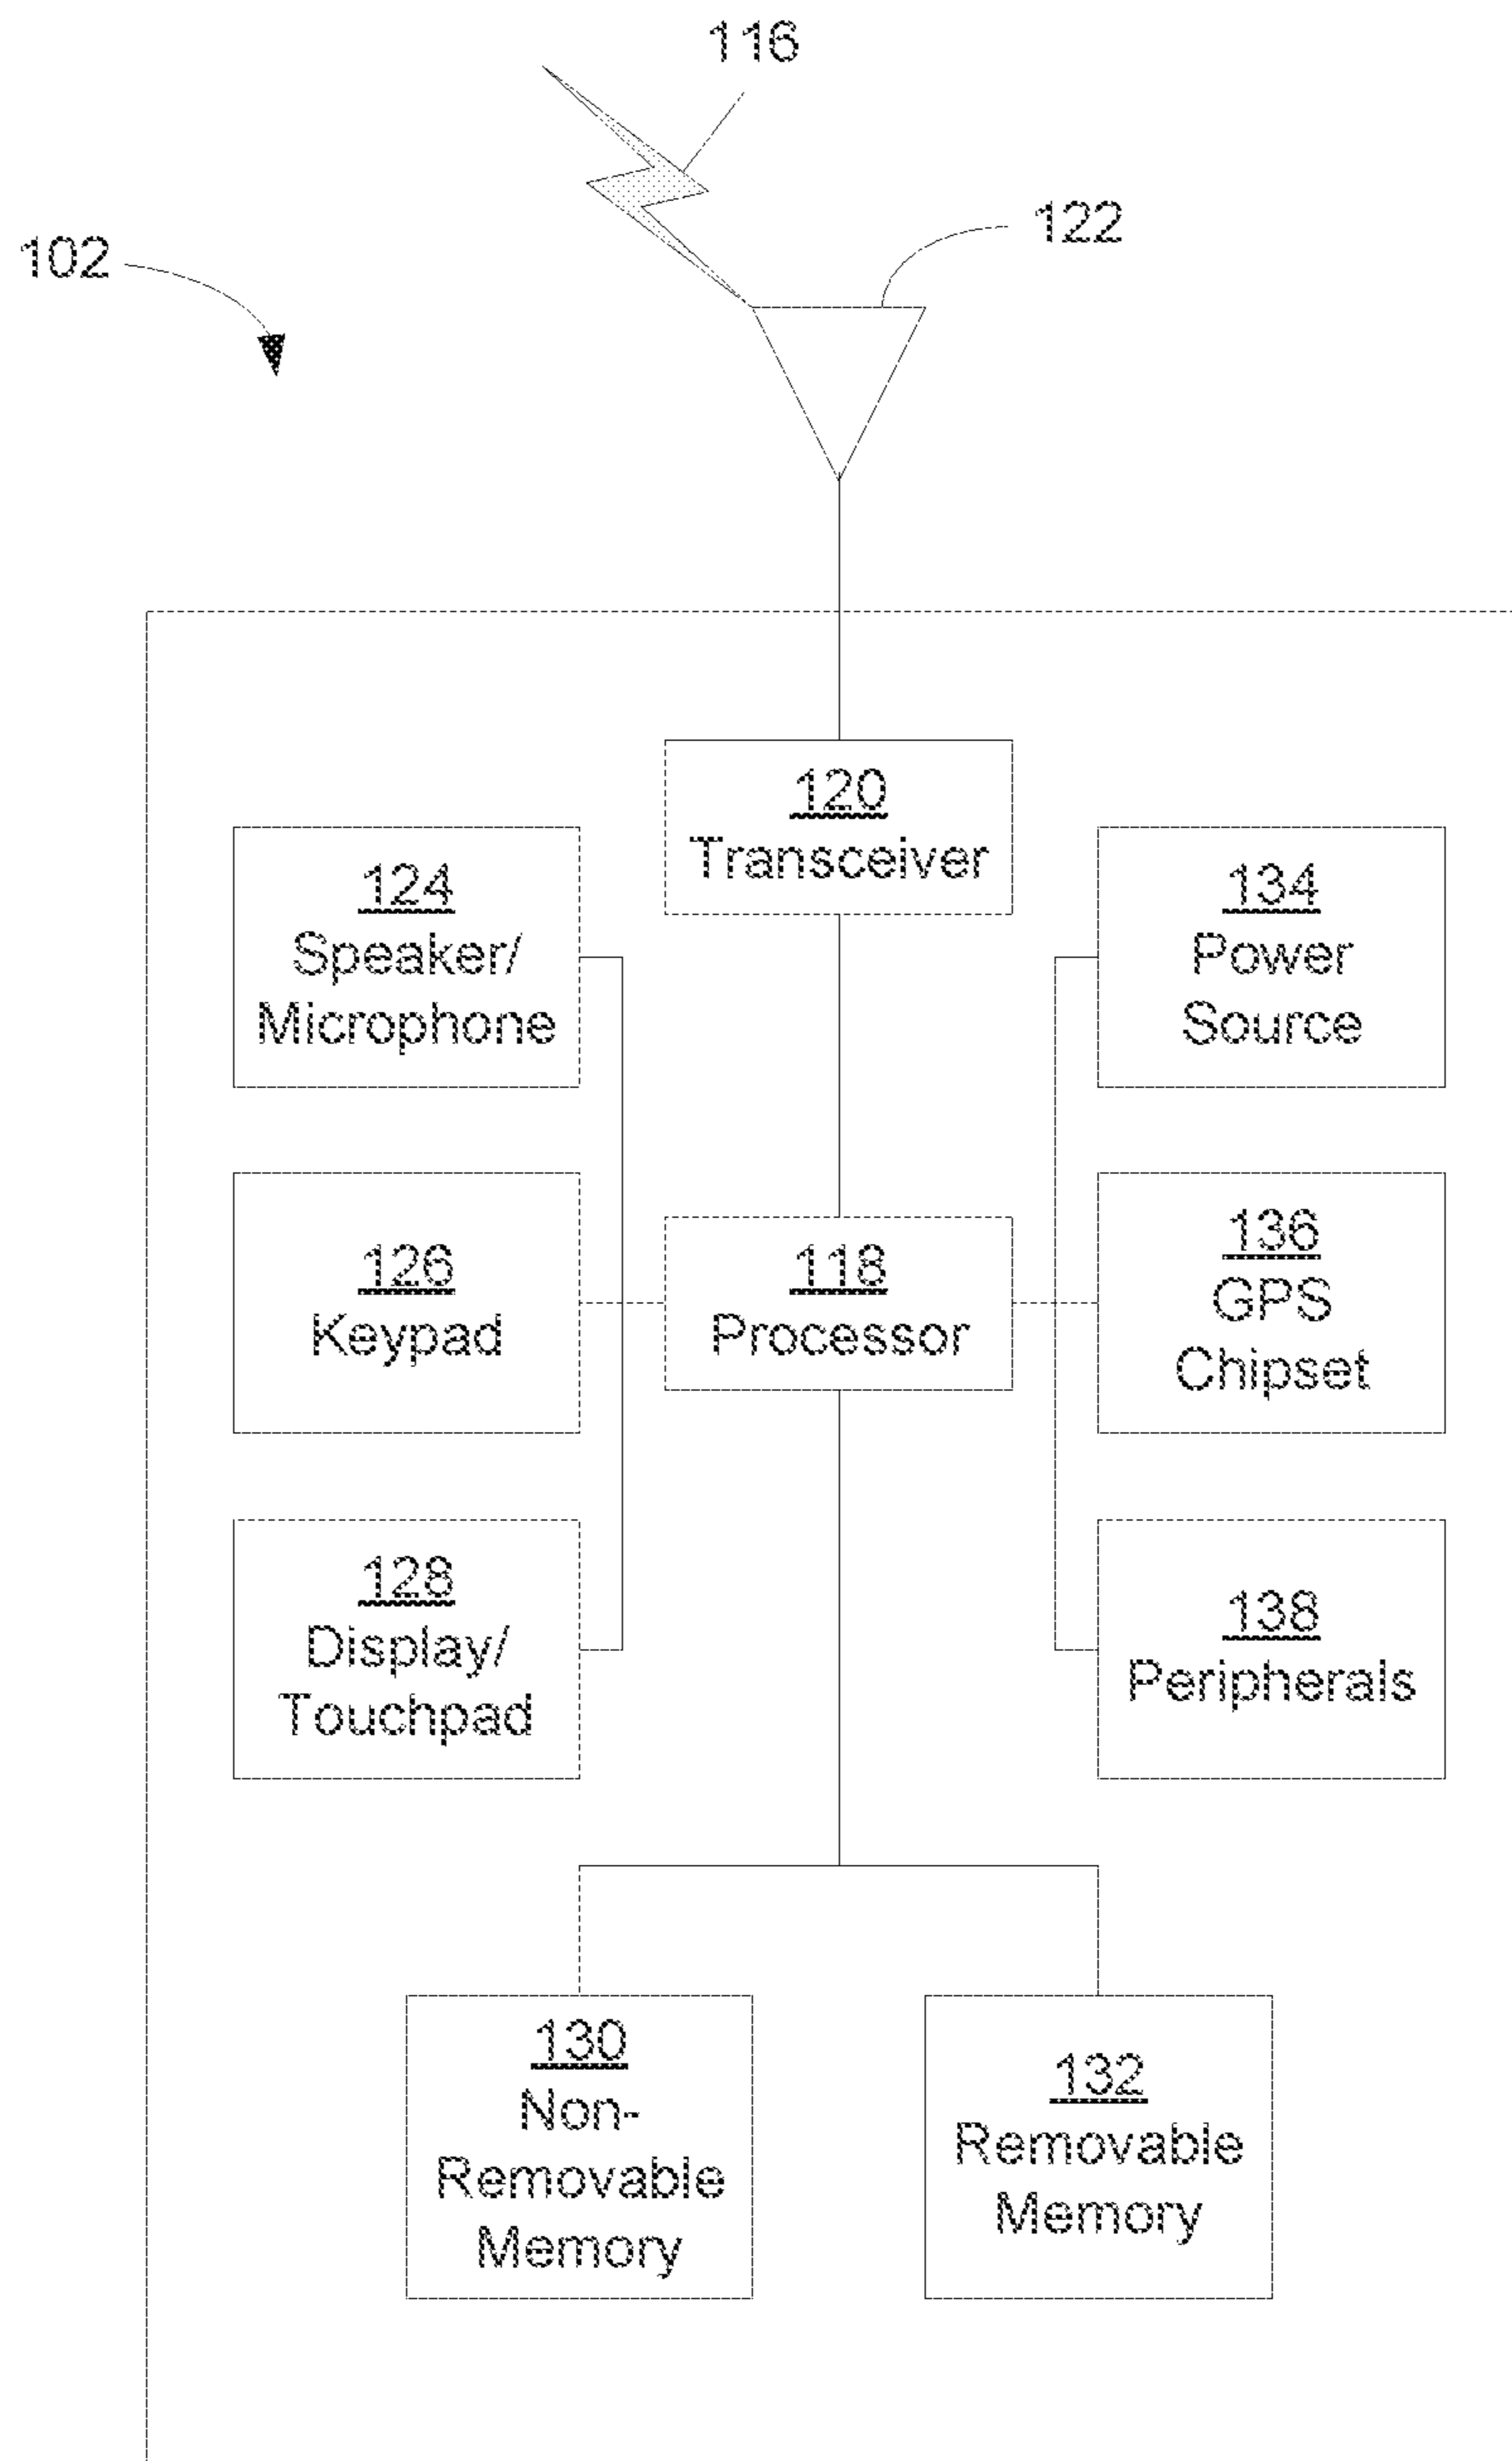 116
122
102
120
Transceiver
124
Speaker/
Microphone
134
Power
Source
126
Keypad
118
Processor
136
GPS
Chipset
128
Display/
Touchpad
138
Peripherals
130
Non-
Removable
Memory
132
Removable
Memory